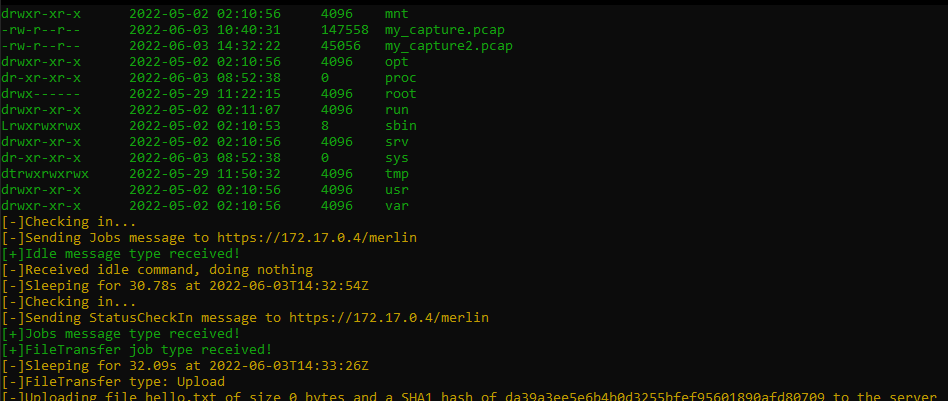 drwxr-xr-x 2022-05-02 02:10:56 4096 mnt
-rw-r--r-- 2022-06-03 10:40:31 147558 my_capture.pcap
-rw-r--r-- 2022-06-03 14:32:22 45056 my_capture2.pcap
drwxr-xr-x 2022-05-02 02:10:56 4096 opt
dr-xr-xr-x 2022-06-03 08:52:38 0 proc
drwx------ 2022-05-29 11:22:15 4096 root
drwxr-xr-x 2022-05-02 02:11:07 4096 run
Lrwxrwxrwx 2022-05-02 02:10:53 8 sbin
drwxr-xr-x 2022-05-02 02:10:56 4096 srv
dr-xr-xr-x 2022-06-03 08:52:38 0 sys
dtrwxrwxrwx 2022-05-29 11:50:32 4096 tmp
drwxr-xr-x 2022-05-02 02:10:56 4096 usr
drwxr-xr-x 2022-05-02 02:10:56 4096 var
[-]Checking in...
[-]Sending Jobs message to https://172.17.0.4/merlin
[+]Idle message type received!
[-]Received idle command, doing nothing
[-]Sleeping for 30.78s at 2022-06-03T14:32:54Z
[-]Checking in...
[-]Sending StatusCheckIn message to https://172.17.0.4/merlin
[+]Jobs message type received!
[+]FileTransfer job type received!
[-]Sleeping for 32.09s at 2022-06-03T14:33:26Z
[-]FileTransfer type: Upload
[-]Uploading file hello.txt of size 0 bytes and a SHA1 hash of da39a3ee5e6b4b0d3255bfef95601890afd80709 to the server